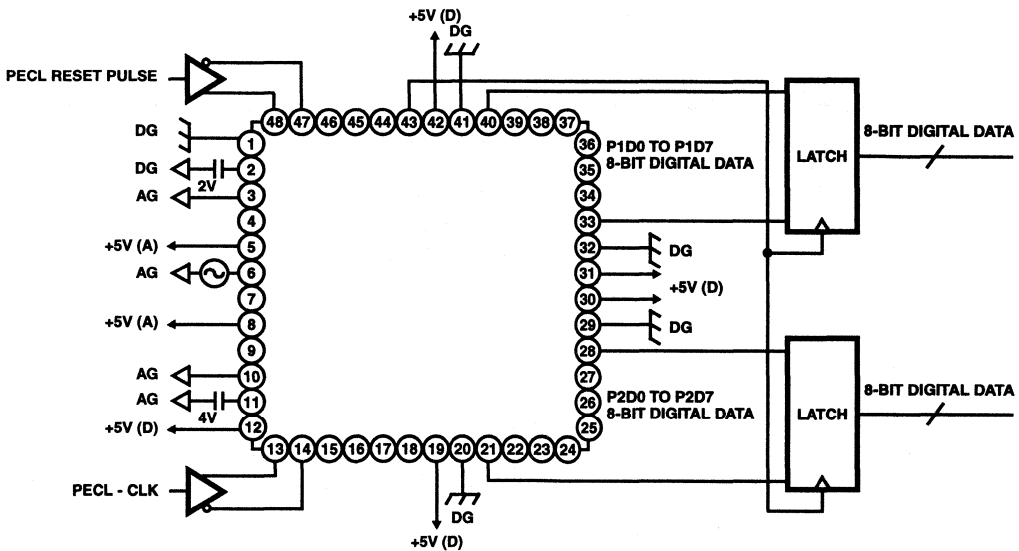 +5V (D)
DG
PECL RESET PULSE
48 47 46 45 44 43 42 41 40 39 38 37
DG
1
DG
2V
2
AG
3
4
+5V (A)
5
AG
6
7
+5V (A)
8
9
AG
10
AG
4V
11
+5V (D)
12
36
P1D0 TO P1D7
8-BIT DIGITAL DATA
35
34
33
32
DG
31
+5V (D)
30
29
DG
28
27
26
P2D0 TO P2D7
8-BIT DIGITAL DATA
25
LATCH
8-BIT DIGITAL DATA
LATCH
8-BIT DIGITAL DATA
13 14 15 16 17 18 19 20 21 22 23 24
PECL - CLK
DG
+5V (D)